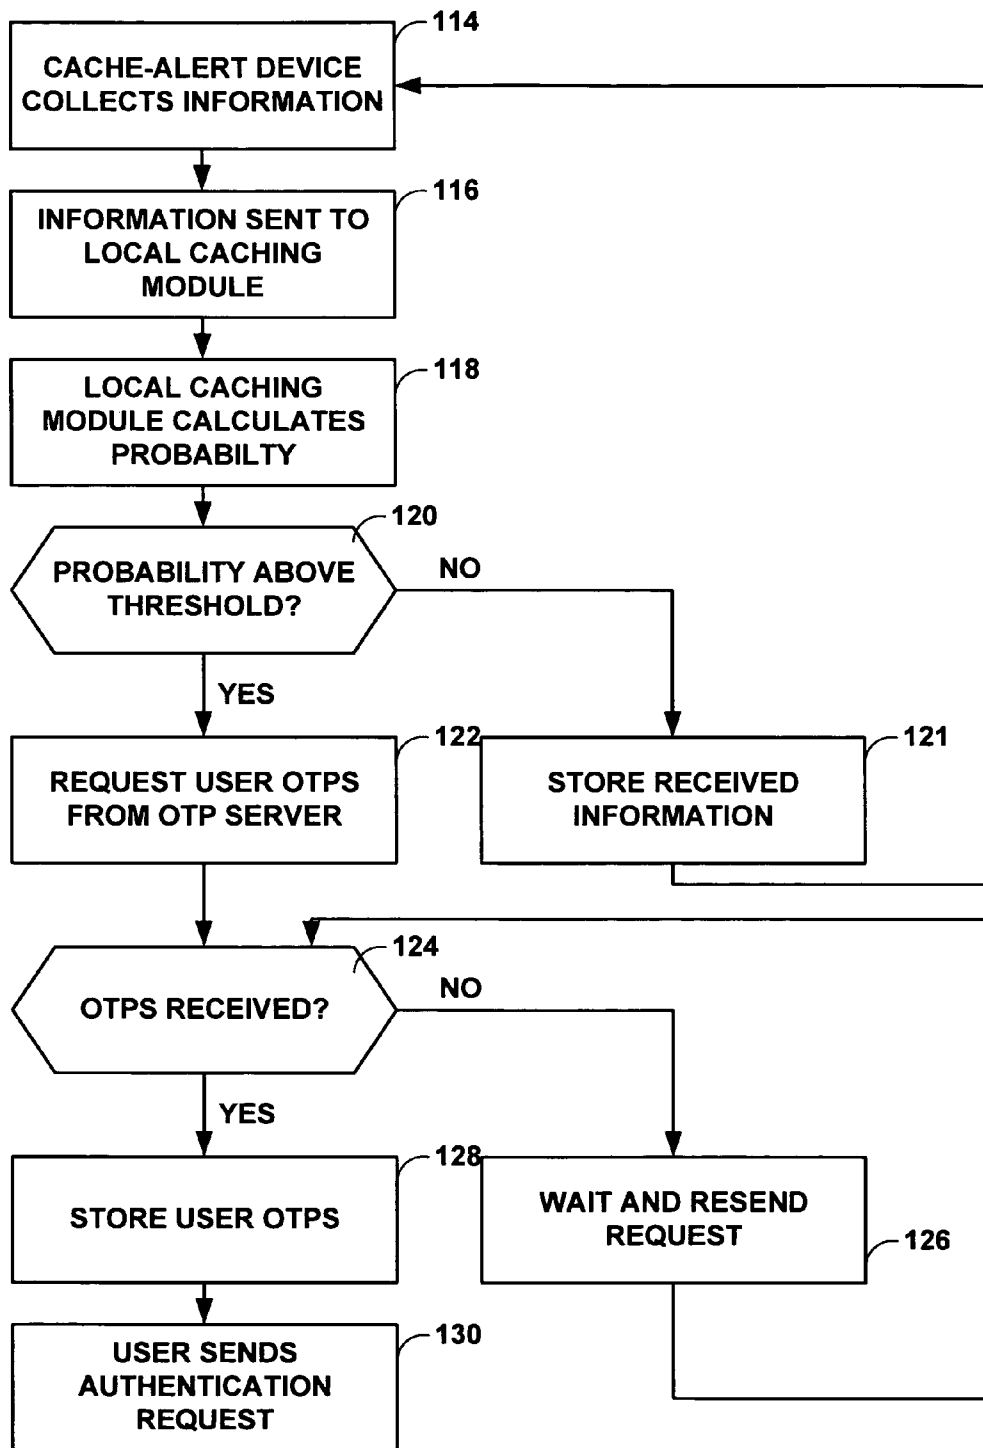 114
CACHE-ALERT DEVICE
COLLECTS INFORMATION
116
INFORMATION SENT TO
LOCAL CACHING
MODULE
118
LOCAL CACHING
MODULE CALCULATES
PROBABILTY
120
PROBABILITY ABOVE
THRESHOLD?
NO
YES
122
REQUEST USER OTPS
FROM OTP SERVER
121
STORE RECEIVED
INFORMATION
124
OTPS RECEIVED?
NO
YES
128
STORE USER OTPS
WAIT AND RESEND
REQUEST
126
130
USER SENDS
AUTHENTICATION
REQUEST